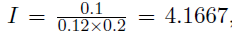 I = 0.1 / 0.12×0.2 = 4.1667,